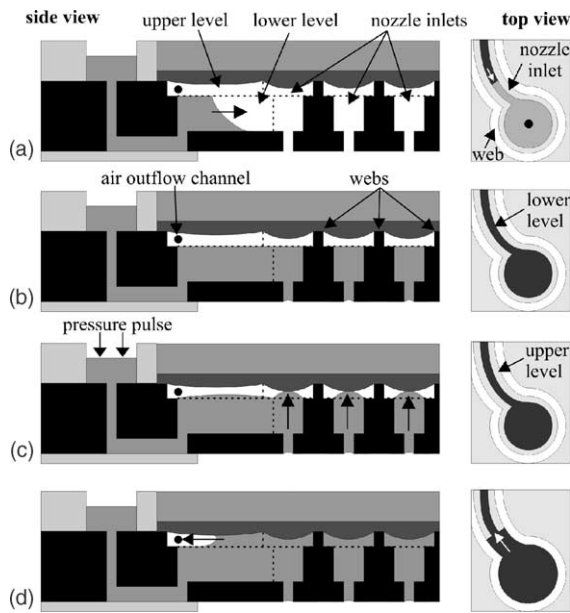 side view
upper level
lower level
nozzle inlets
top view
nozzle
inlet
web
(a)
air outflow channel
webs
lower
level
(b)
pressure pulse
upper
level
(c)
(d)